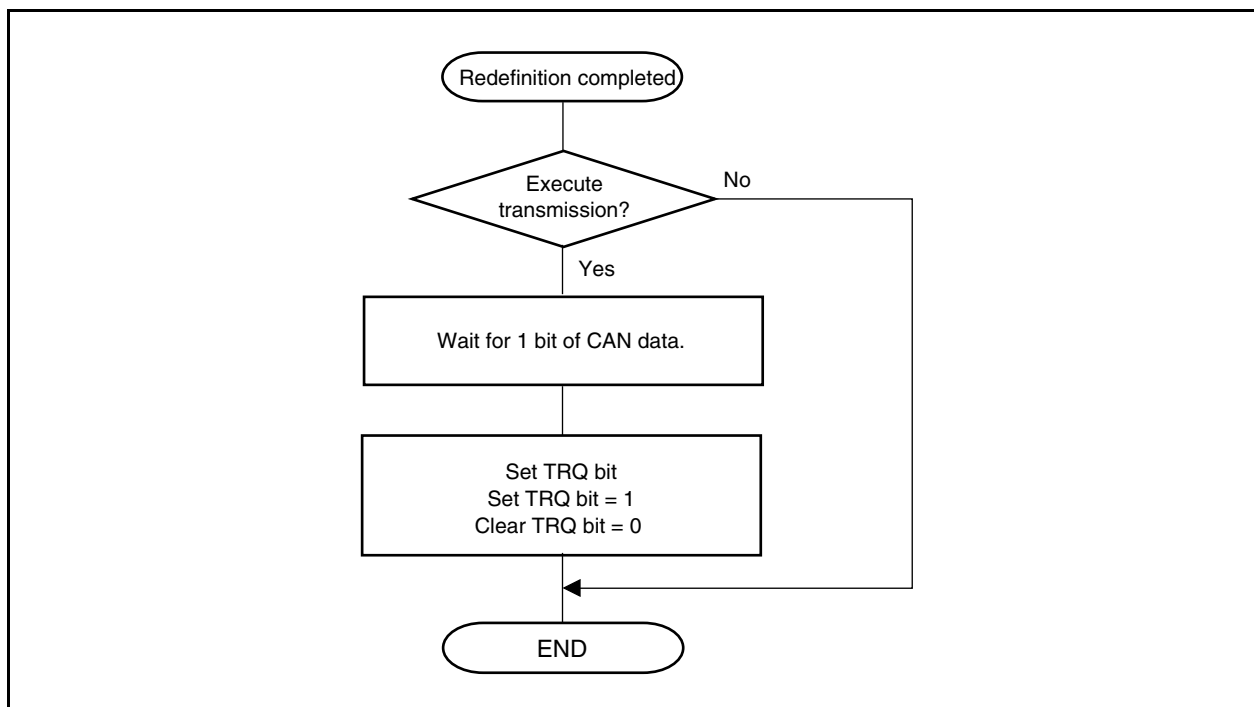 Redefinition completed
Execute
transmission?
No
Yes
Wait for 1 bit of CAN data.
Set TRQ bit
Set TRQ bit = 1
Clear TRQ bit = 0
END